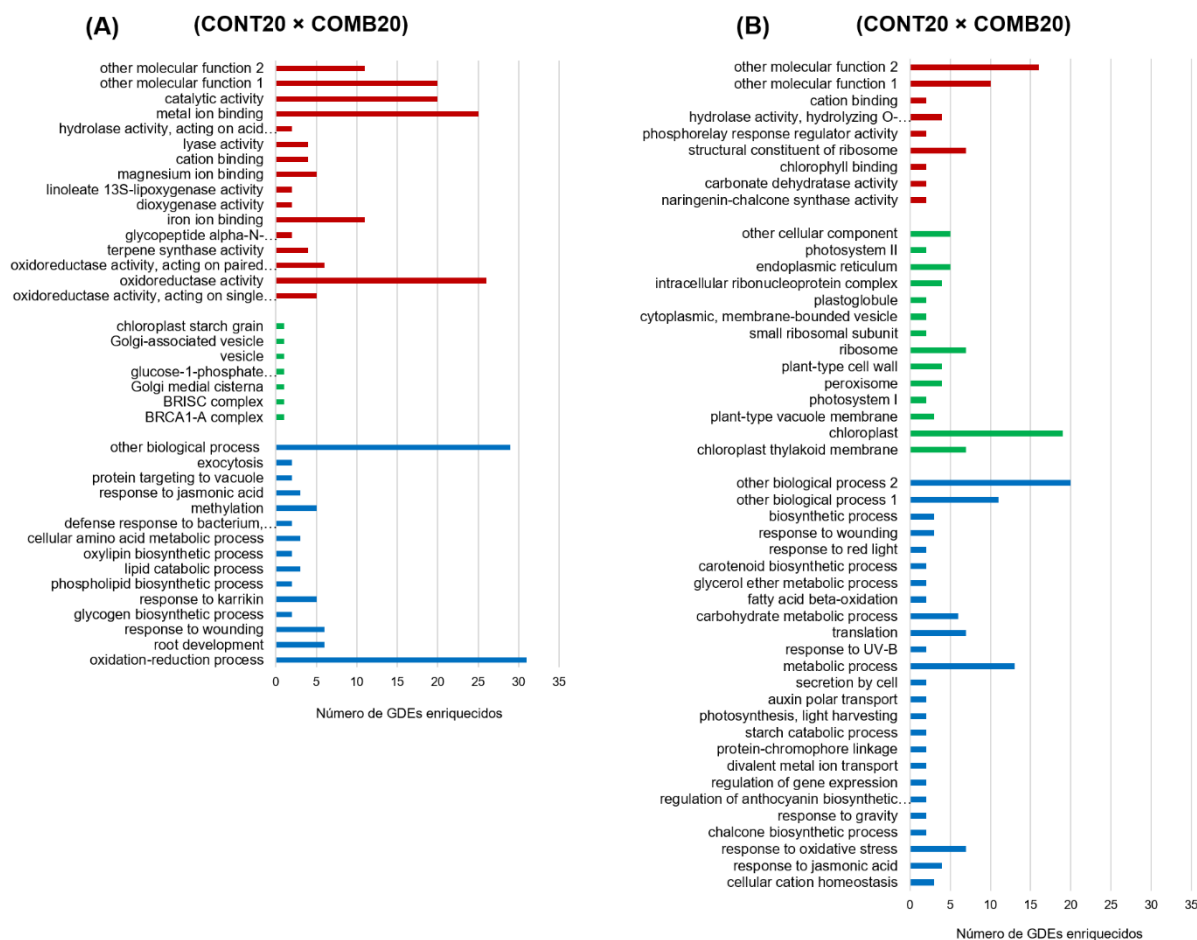 (A) (CONT20 × COMB20)
other molecular function 2
other molecular function 1
catalytic activity
metal ion binding
hydrolase activity, acting on acid…
lyase activity
cation binding
magnesium ion binding
linoleate 13S-lipoxygenase activity
dioxygenase activity
iron ion binding
glycopeptide alpha-N-…
terpene synthase activity
oxidoreductase activity, acting on paired…
oxidoreductase activity
oxidoreductase activity, acting on single…
chloroplast starch grain
Golgi-associated vesicle
vesicle
glucose-1-phosphate…
Golgi medial cisterna
BRISC complex
BRCA1-A complex
other biological process
exocytosis
protein targeting to vacuole
response to jasmonic acid
methylation
defense response to bacterium,…
cellular amino acid metabolic process
oxylipin biosynthetic process
lipid catabolic process
phospholipid biosynthetic process
response to karrikin
glycogen biosynthetic process
response to wounding
root development
oxidation-reduction process
0 5 10 15 20 25 30 35
Número de GDEs enriquecidos
(B) (CONT20 × COMB20)
other molecular function 2
other molecular function 1
cation binding
hydrolase activity, hydrolyzing O-…
phosphorelay response regulator activity
structural constituent of ribosome
chlorophyll binding
carbonate dehydratase activity
naringenin-chalcone synthase activity
other cellular component
photosystem II
endoplasmic reticulum
intracellular ribonucleoprotein complex
plastoglobule
cytoplasmic, membrane-bounded vesicle
small ribosomal subunit
ribosome
plant-type cell wall
peroxisome
photosystem I
plant-type vacuole membrane
chloroplast
chloroplast thylakoid membrane
other biological process 2
other biological process 1
biosynthetic process
response to wounding
response to red light
carotenoid biosynthetic process
glycerol ether metabolic process
fatty acid beta-oxidation
carbohydrate metabolic process
translation
response to UV-B
metabolic process
secretion by cell
auxin polar transport
photosynthesis, light harvesting
starch catabolic process
protein-chromophore linkage
divalent metal ion transport
regulation of gene expression
regulation of anthocyanin biosynthetic…
response to gravity
chalcone biosynthetic process
response to oxidative stress
response to jasmonic acid
cellular cation homeostasis
0 5 10 15 20 25 30 35
Número de GDEs enriquecidos